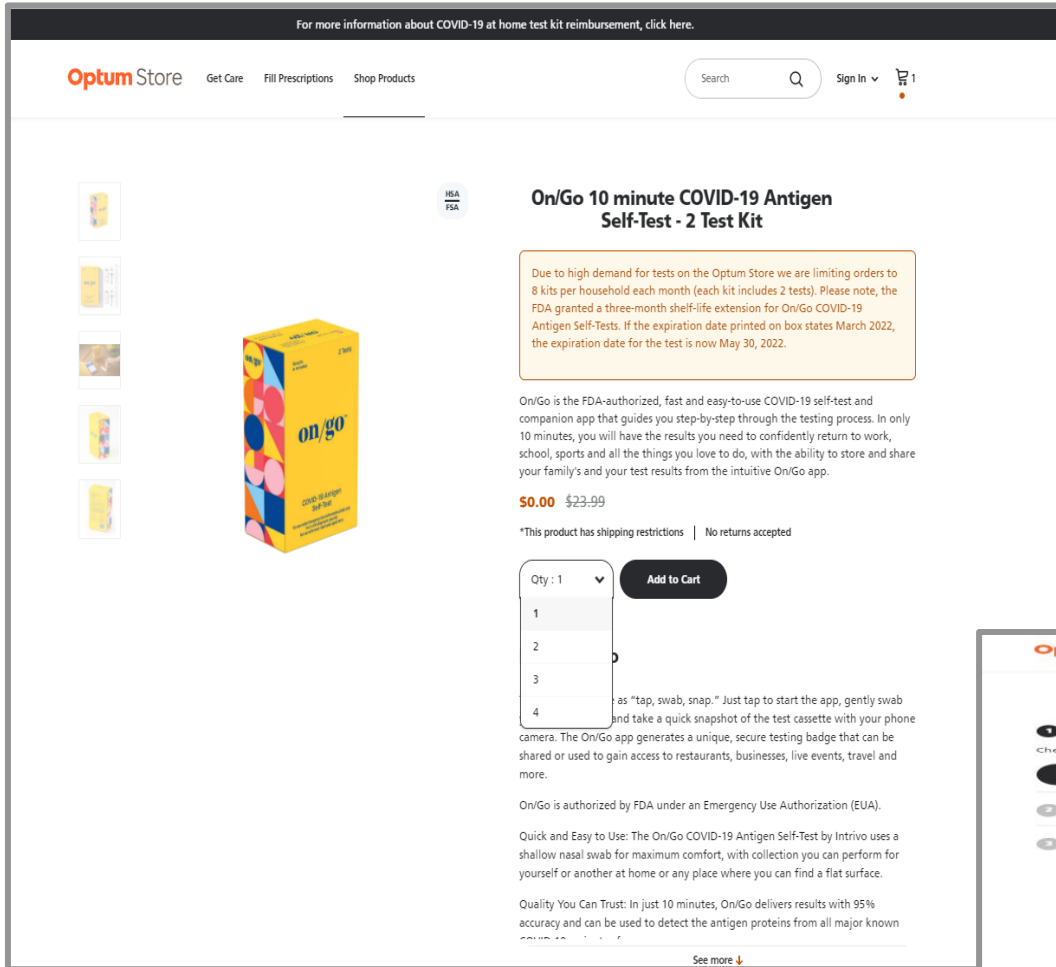 For more information about COVID-19 at home test kit reimbursement, click here.
Optum Store
Get Care
Fill Prescriptions
Shop Products
Search
Sign In
1
HSA
FSA
On/Go 10 minute COVID-19 Antigen
Self-Test - 2 Test Kit
Due to high demand for tests on the Optum Store we are limiting orders to
8 kits per household each month (each kit includes 2 tests). Please note, the
FDA granted a three-month shelf-life extension for On/Go COVID-19
Antigen Self-Tests. If the expiration date printed on box states March 2022,
the expiration date for the test is now May 30, 2022.
2 Tests
on/go
COVID-19 Antigen
Self-Test
On/Go is the FDA-authorized, fast and easy-to-use COVID-19 self-test and
companion app that guides you step-by-step through the testing process. In only
10 minutes, you will have the results you need to confidently return to work,
school, sports and all the things you love to do, with the ability to store and share
your family's and your test results from the intuitive On/Go app.
$0.00 $23.99
*This product has shipping restrictions | No returns accepted
Qty : 1
Add to Cart
1
2
3
4
as “tap, swab, snap.” Just tap to start the app, gently swab
and take a quick snapshot of the test cassette with your phone
camera. The On/Go app generates a unique, secure testing badge that can be
shared or used to gain access to restaurants, businesses, live events, travel and
more.
On/Go is authorized by FDA under an Emergency Use Authorization (EUA).
Quick and Easy to Use: The On/Go COVID-19 Antigen Self-Test by Intrivo uses a
shallow nasal swab for maximum comfort, with collection you can perform for
yourself or another at home or any place where you can find a flat surface.
Quality You Can Trust: In just 10 minutes, On/Go delivers results with 95%
accuracy and can be used to detect the antigen proteins from all major known
See more
Op
1
Che
2
3